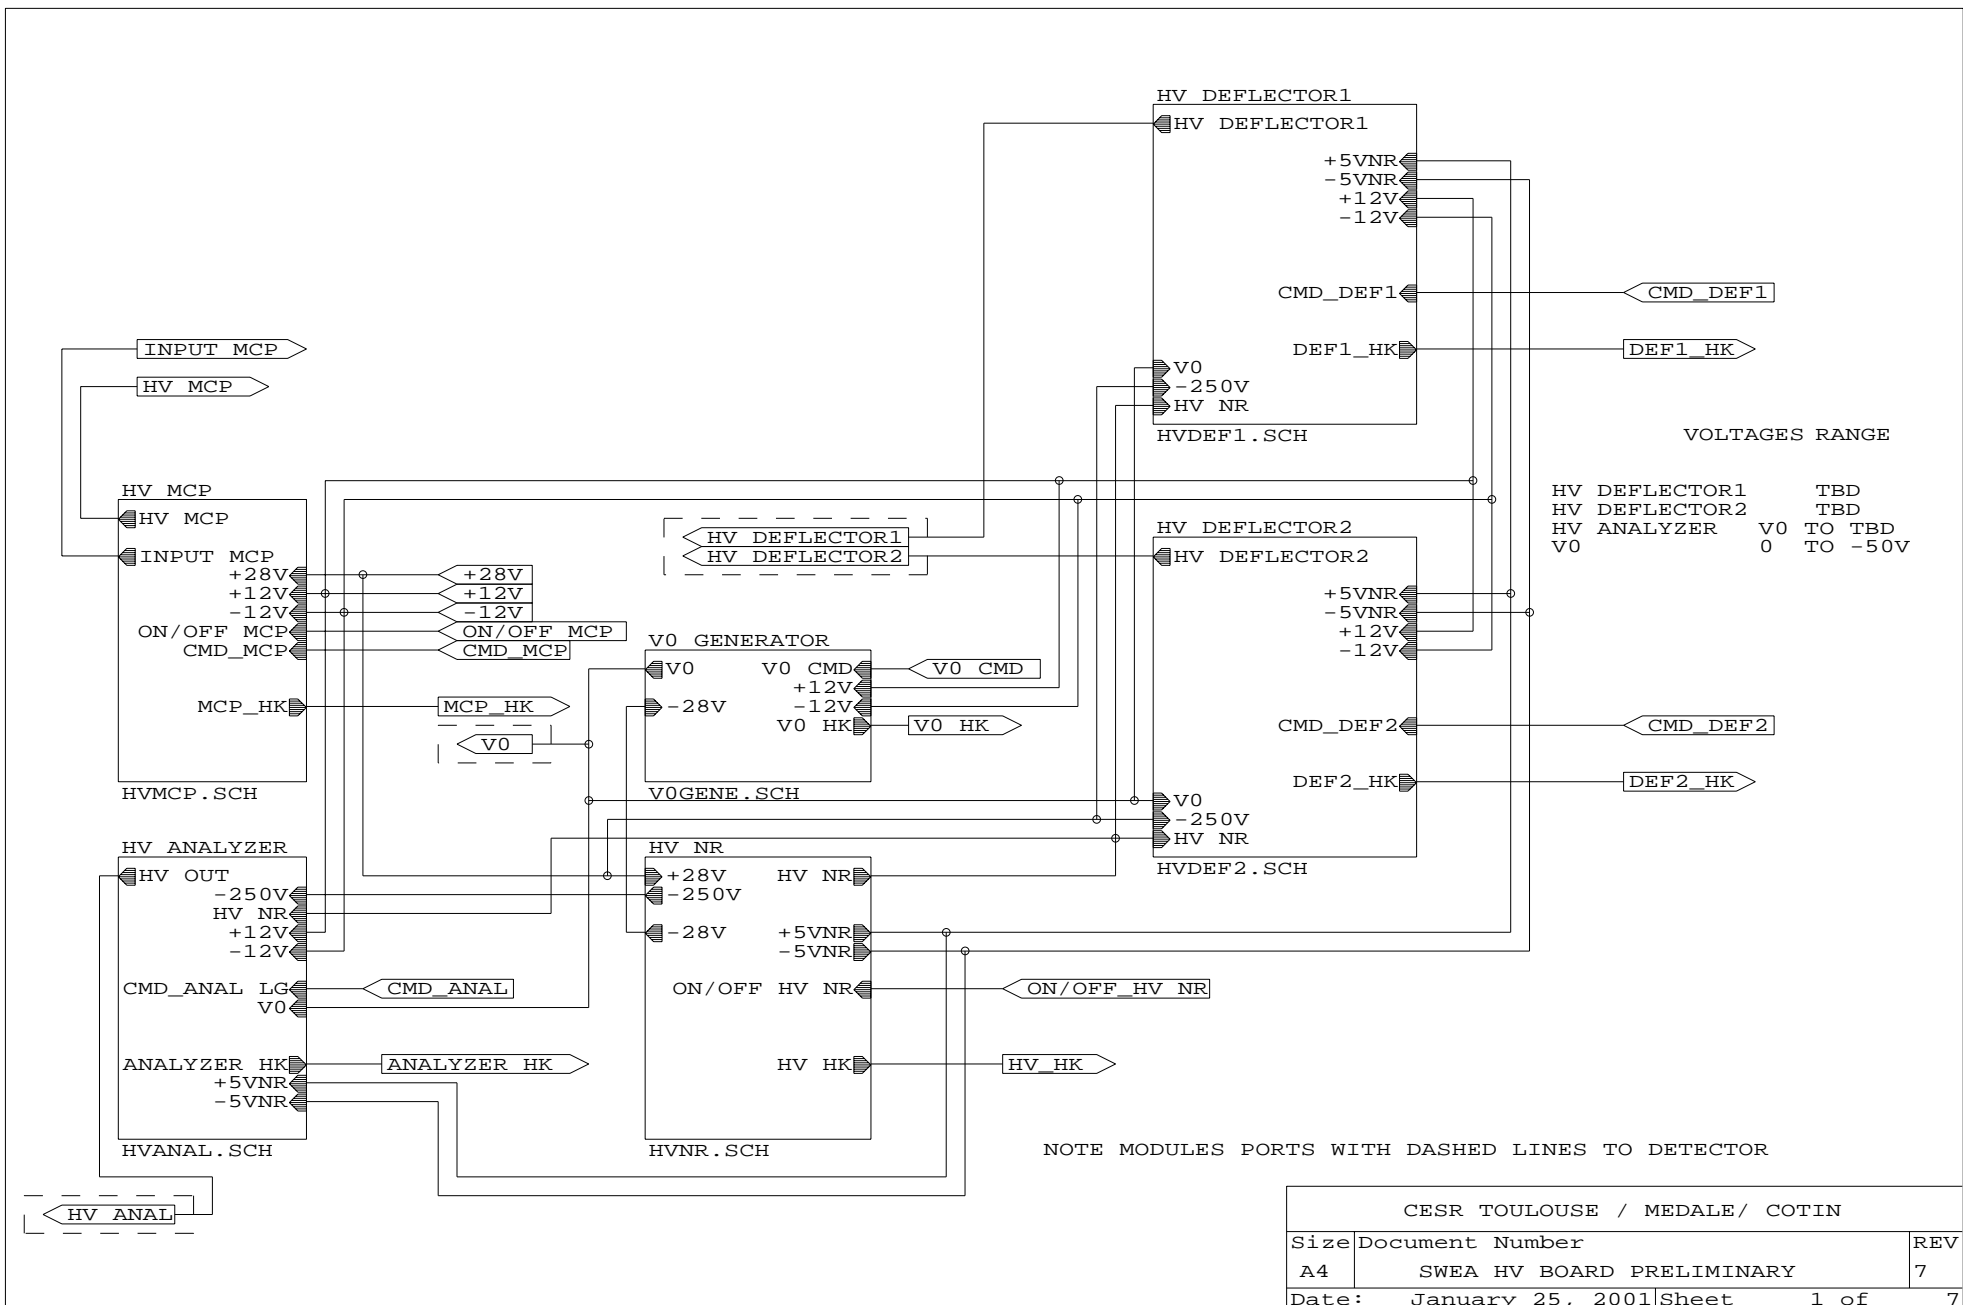 HV DEFLECTOR1
HV DEFLECTOR1
+5VNR
-5VNR
+12V
-12V
CMD_DEF1
CMD_DEF1
DEF1_HK
DEF1_HK
V0
-250V
HV NR
HVDEF1.SCH
INPUT MCP
HV MCP
VOLTAGES RANGE
HV DEFLECTOR1 TBD
HV DEFLECTOR2 TBD
HV ANALYZER V0 TO TBD
V0 0 TO -50V
HV MCP
HV MCP
INPUT MCP
+28V
+12V
-12V
ON/OFF MCP
CMD_MCP
MCP_HK
HVMCP.SCH
+28V
+12V
-12V
ON/OFF MCP
CMD_MCP
MCP_HK
V0
HV DEFLECTOR1
HV DEFLECTOR2
V0 GENERATOR
V0
V0 CMD
+12V
-28V
-12V
V0 HK
V0GENE.SCH
V0 CMD
V0 HK
HV DEFLECTOR2
HV DEFLECTOR2
+5VNR
-5VNR
+12V
-12V
CMD_DEF2
CMD_DEF2
DEF2_HK
DEF2_HK
V0
-250V
HV NR
HVDEF2.SCH
HV ANALYZER
HV OUT
-250V
HV NR
+12V
-12V
CMD_ANAL LG
V0
ANALYZER HK
+5VNR
-5VNR
HVANAL.SCH
CMD_ANAL
ANALYZER HK
HV ANAL
HV NR
+28V
HV NR
-250V
-28V
+5VNR
-5VNR
ON/OFF HV NR
HV HK
HVNR.SCH
ON/OFF_HV NR
HV_HK
NOTE MODULES PORTS WITH DASHED LINES TO DETECTOR
CESR TOULOUSE / MEDALE/ COTIN
Size Document Number REV
A4 SWEA HV BOARD PRELIMINARY 7
Date: January 25, 2001 Sheet 1 of 7